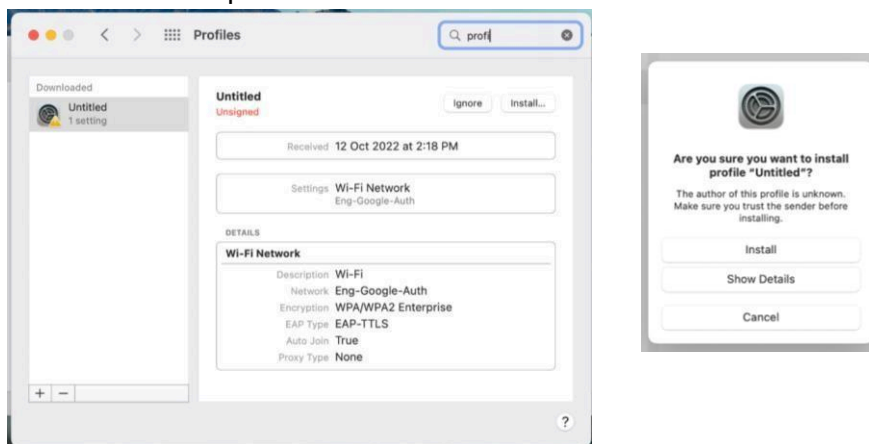 Profiles
profi
Downloaded
Untitled
1 setting
Untitled
Unsigned
Ignore
Install...
Received 12 Oct 2022 at 2:18 PM
Settings Wi-Fi Network
Eng-Google-Auth
DETAILS
Wi-Fi Network
Description Wi-Fi
Network Eng-Google-Auth
Encryption WPA/WPA2 Enterprise
EAP Type EAP-TTLS
Auto Join True
Proxy Type None
+ −
?
Are you sure you want to install
profile “Untitled”?
The author of this profile is unknown.
Make sure you trust the sender before
installing.
Install
Show Details
Cancel